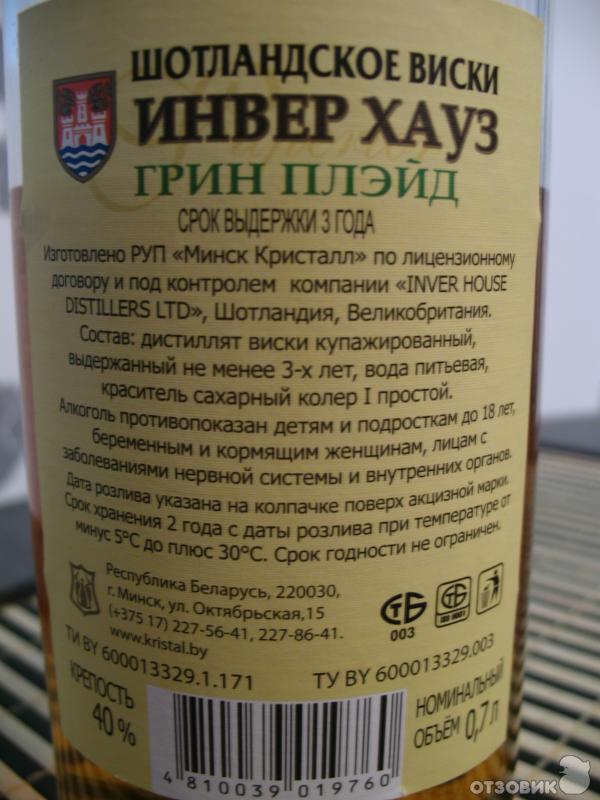 ШОТЛАНДСКОЕ ВИСКИ
ИНВЕР ХАУЗ
ГРИН ПЛЭЙД
СРОК ВЫДЕРЖКИ 3 ГОДА
Изготовлено РУП «Минск Кристалл» по лицензионному
договору и под контролем компании «INVER HOUSE
DISTILLERS LTD», Шотландия, Великобритания.
Состав: дистиллят виски купажированный,
выдержанный не менее 3-х лет, вода питьевая,
краситель сахарный колер I простой.
Алкоголь противопоказан детям и подросткам до 18 лет,
беременным и кормящим женщинам, лицам с
заболеваниями нервной системы и внутренних органов.
Дата розлива указана на колпачке поверх акцизной марки.
Срок хранения 2 года с даты розлива при температуре от
минус 5°С до плюс 30°С. Срок годности не ограничен.
Республика Беларусь, 220030,
г. Минск, ул. Октябрьская,15
(+375 17) 227-56-41, 227-86-41.
www.kristal.by
СТБ
003
СТБ
ISO 9001
ТИ BY 600013329.1.171
ТУ BY 600013329.003
КРЕПОСТЬ
40 %
НОМИНАЛЬНЫЙ
ОБЪЁМ 0,7 л
4 810039 019760
ОТЗОВИК